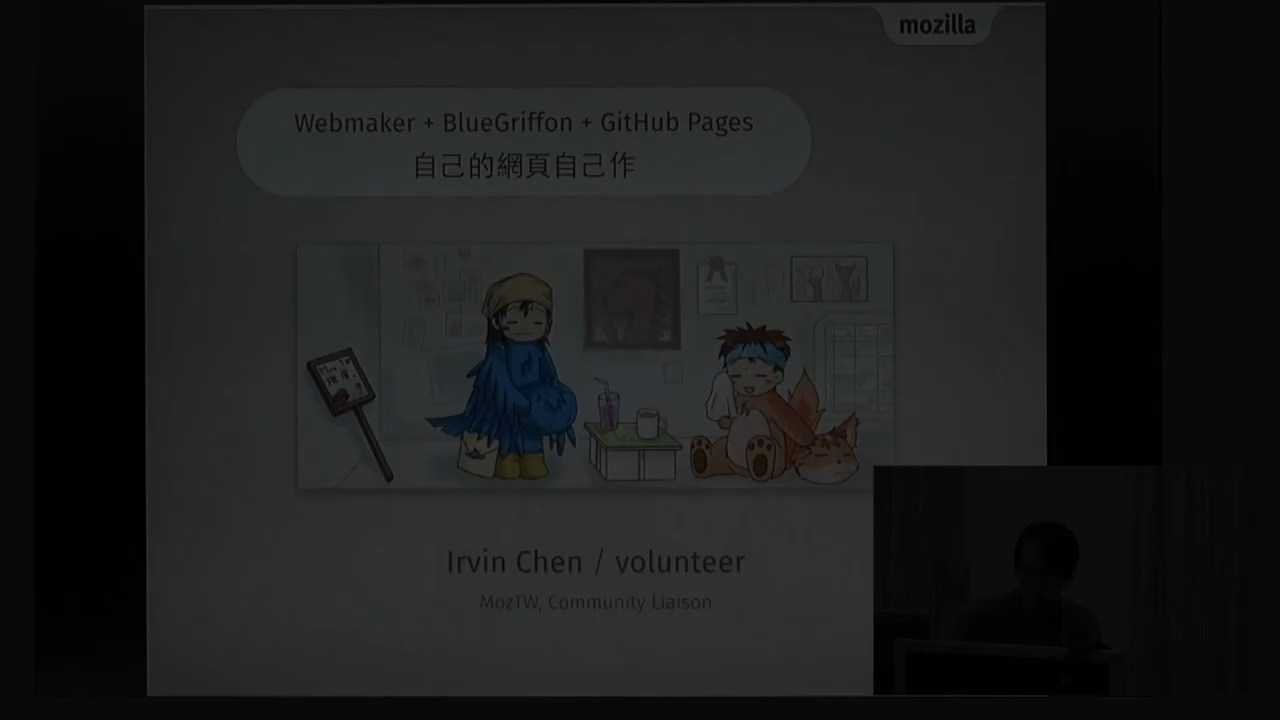 mozilla
Webmaker + BlueGriffon + GitHub Pages
自己的網頁自己作
Irvin Chen / volunteer
MozTW, Community Liaison